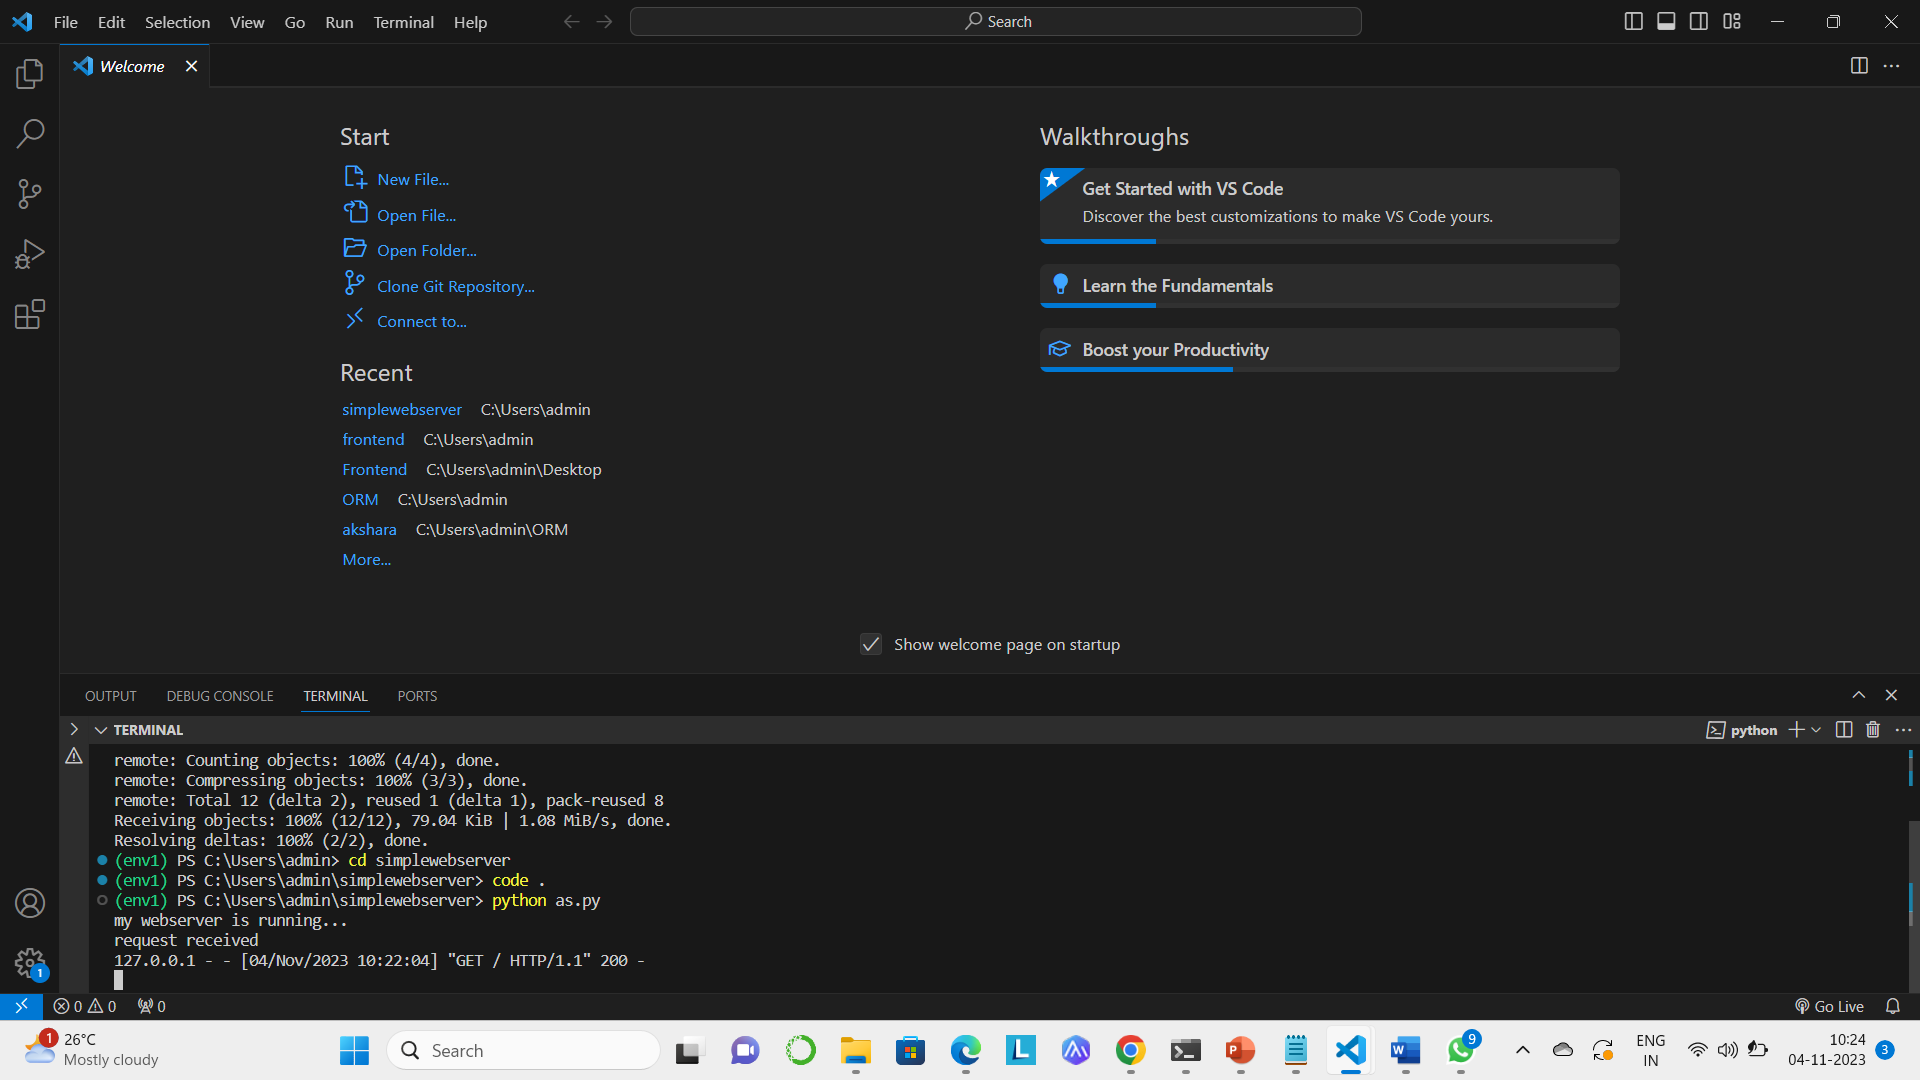 File Edit Selection View Go Run Terminal Help
Search
Welcome
Start
New File...
Open File...
Open Folder...
Clone Git Repository...
Connect to...
Recent
simplewebserver C:\Users\admin
frontend C:\Users\admin
Frontend C:\Users\admin\Desktop
ORM C:\Users\admin
akshara C:\Users\admin\ORM
More...
Walkthroughs
Get Started with VS Code
Discover the best customizations to make VS Code yours.
Learn the Fundamentals
Boost your Productivity
Show welcome page on startup
OUTPUT DEBUG CONSOLE TERMINAL PORTS
TERMINAL
python
remote: Counting objects: 100% (4/4), done.
remote: Compressing objects: 100% (3/3), done.
remote: Total 12 (delta 2), reused 1 (delta 1), pack-reused 8
Receiving objects: 100% (12/12), 79.04 KiB | 1.08 MiB/s, done.
Resolving deltas: 100% (2/2), done.
(env1) PS C:\Users\admin> cd simplewebserver
(env1) PS C:\Users\admin\simplewebserver> code .
(env1) PS C:\Users\admin\simplewebserver> python as.py
my webserver is running...
request received
127.0.0.1 - - [04/Nov/2023 10:22:04] "GET / HTTP/1.1" 200 -
1
0 0 0
Go Live
1
26°C
Mostly cloudy
Search
L
P
W
9
ENG
IN
10:24
04-11-2023
3